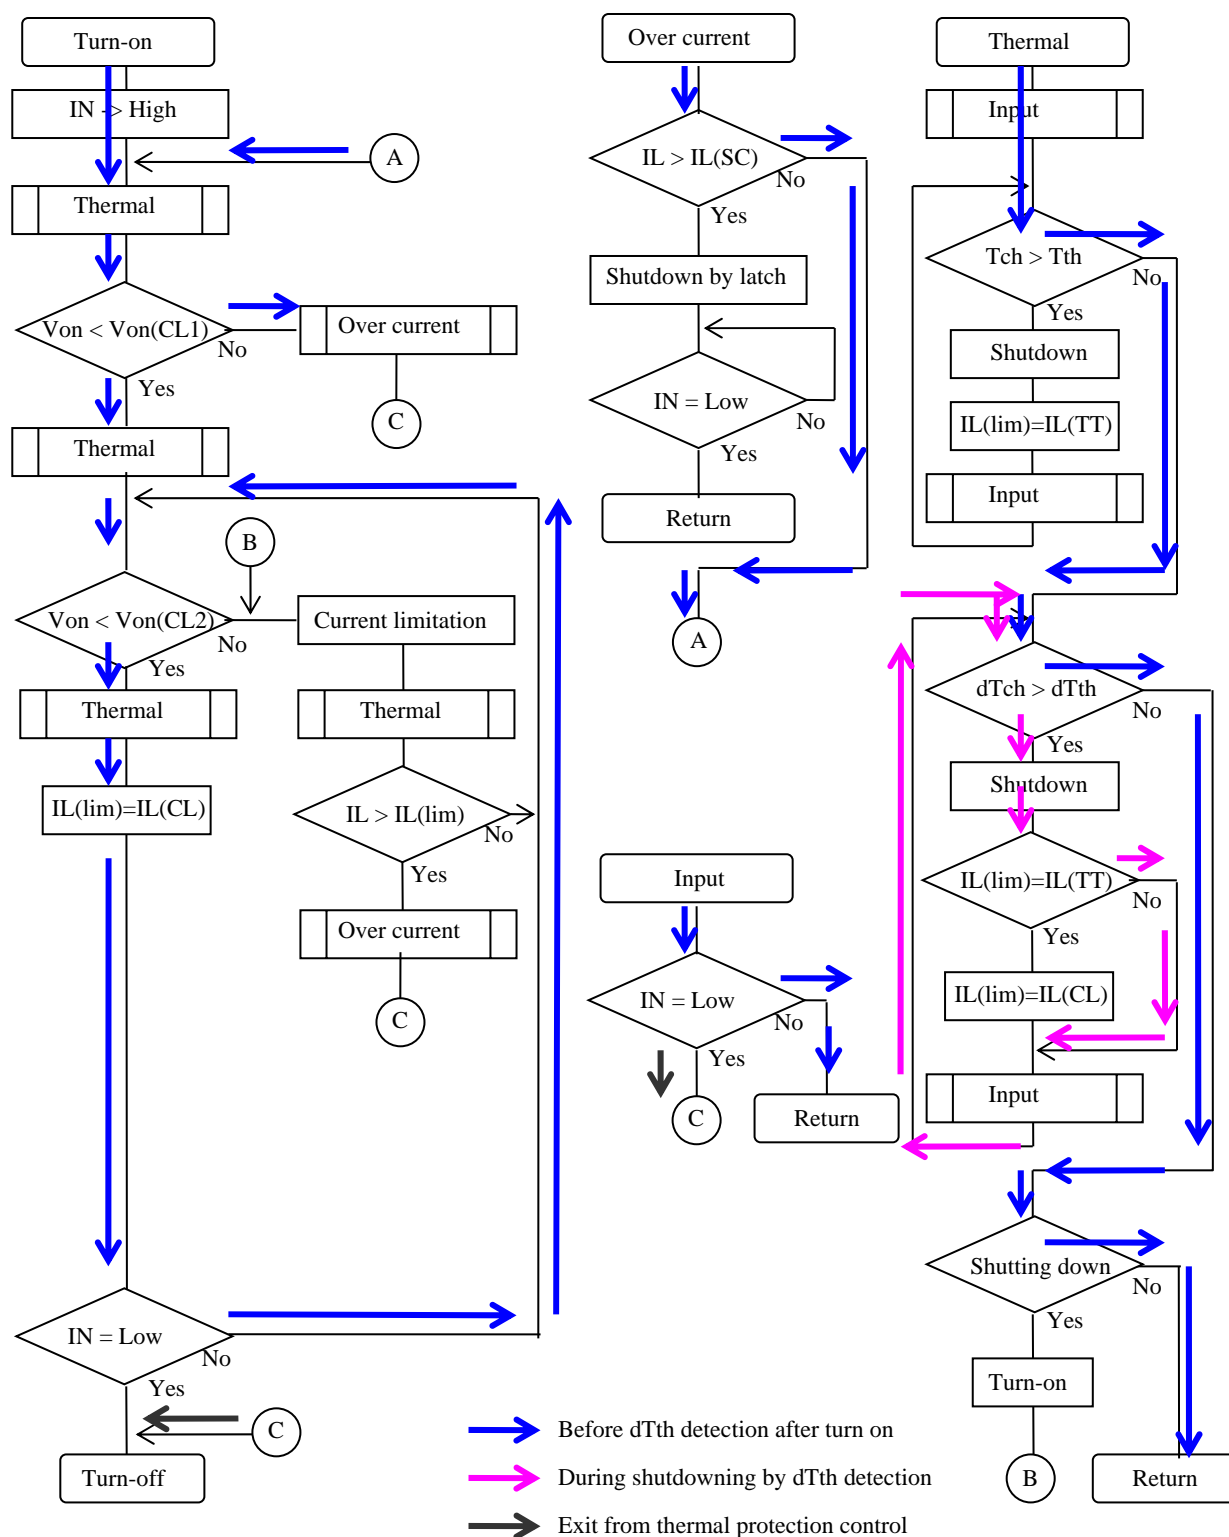 Turn-on
IN -> High
A
Thermal
Von < Von(CL1)
No
Yes
Over current
C
Thermal
B
Von < Von(CL2)
No
Yes
Current limitation
Thermal
Thermal
IL(lim)=IL(CL)
IL > IL(lim)
No
Yes
Over current
C
IN = Low
No
Yes
C
Turn-off
Over current
IL > IL(SC)
No
Yes
Shutdown by latch
IN = Low
No
Yes
Return
A
Input
IN = Low
No
Yes
C
Return
Thermal
Input
Tch > Tth
No
Yes
Shutdown
IL(lim)=IL(TT)
Input
dTch > dTth
No
Yes
Shutdown
IL(lim)=IL(TT)
No
Yes
IL(lim)=IL(CL)
Input
Shutting down
No
Yes
Turn-on
B
Return
Before dTth detection after turn on
During shutdowning by dTth detection
Exit from thermal protection control